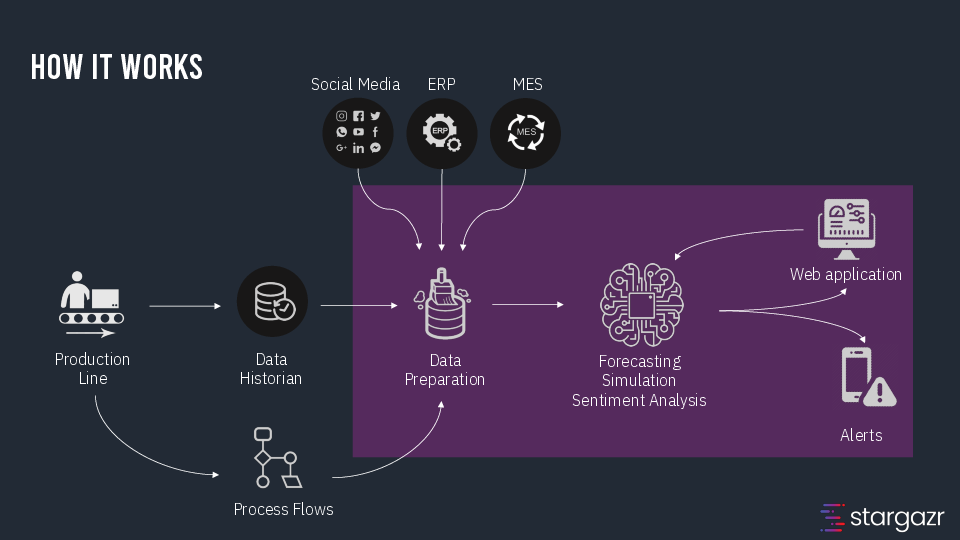 HOW IT WORKS
Social Media
ERP
MES
ERP
MES
Web application
Production
Line
Data
Historian
Data
Preparation
Forecasting
Simulation
Sentiment Analysis
Alerts
Process Flows
stargazr